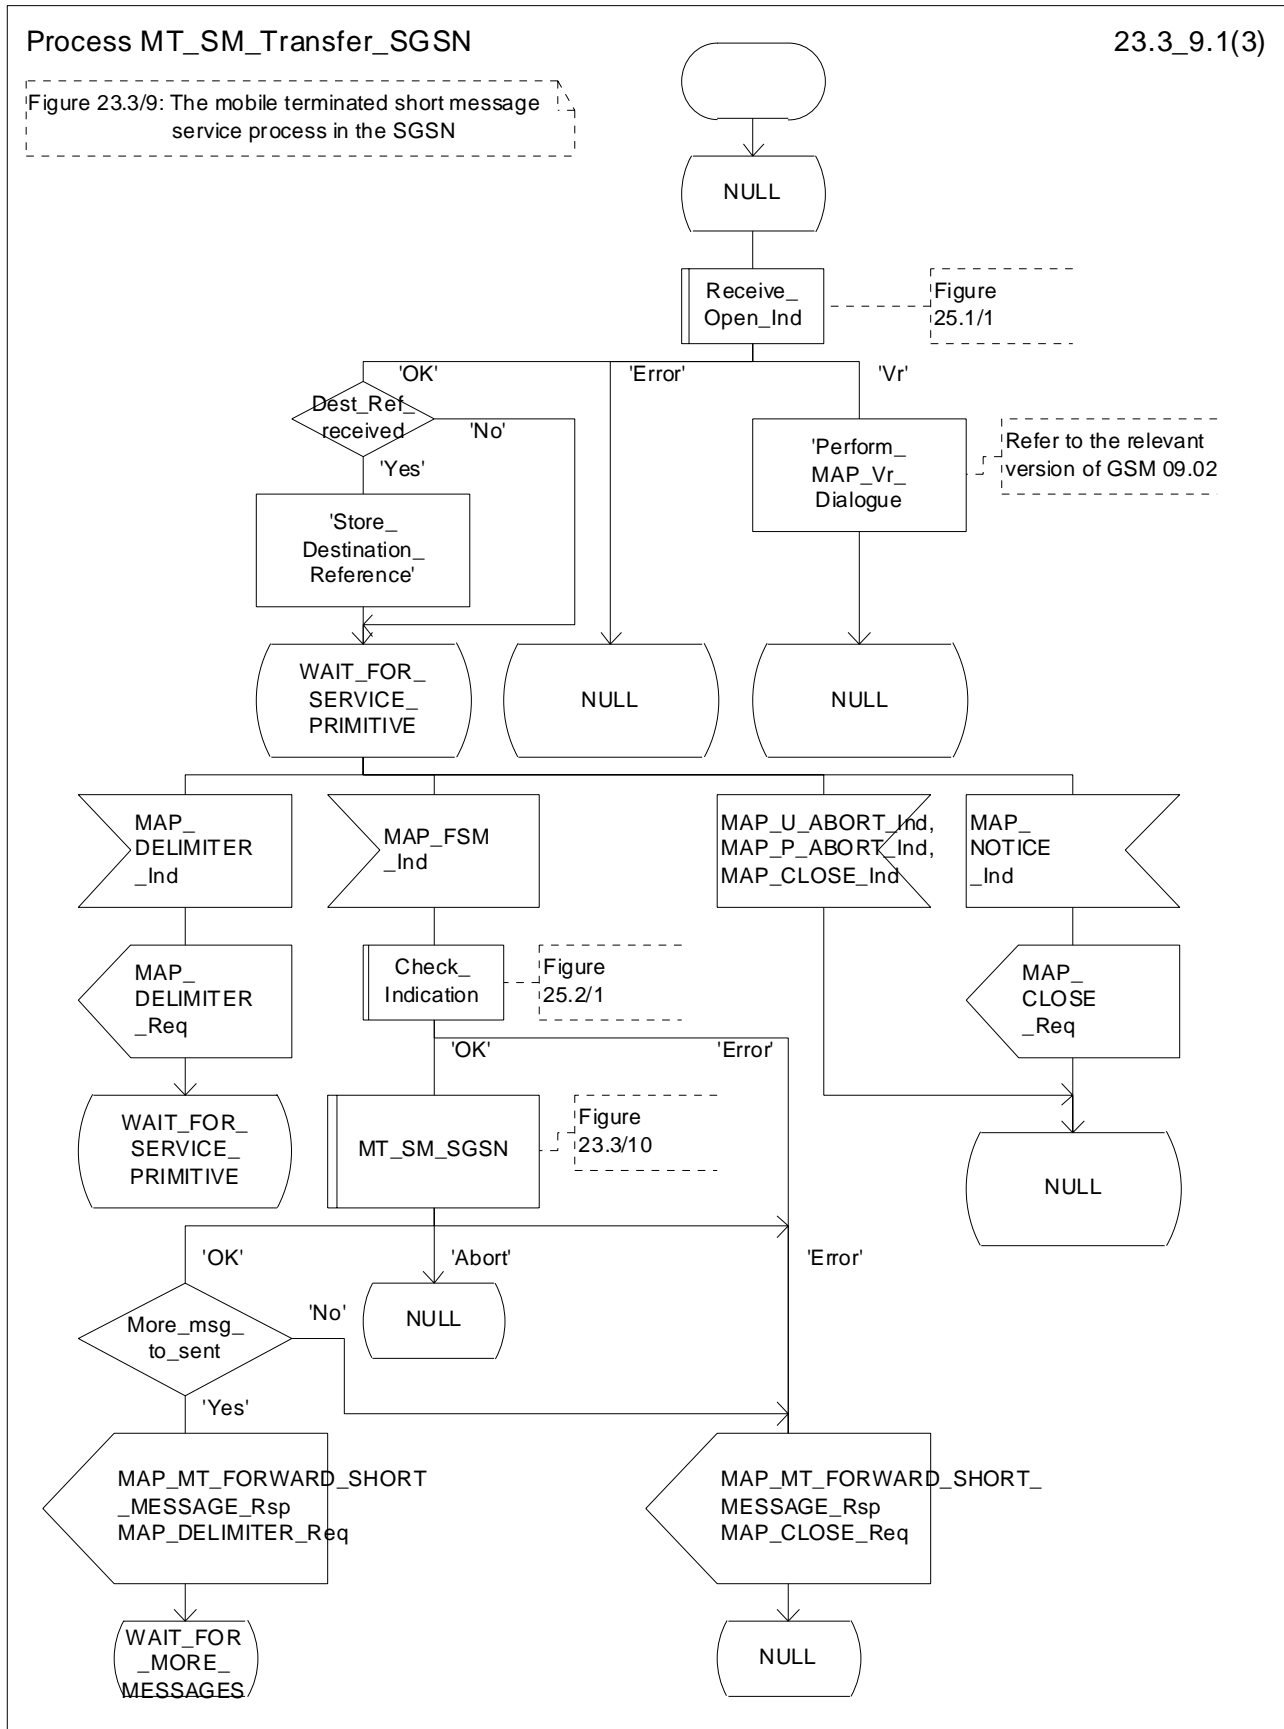 Process MT_SM_Transfer_SGSN
23.3_9.1(3)
Figure 23.3/9: The mobile terminated short message
service process in the SGSN
NULL
Receive_
Open_Ind
Figure
25.1/1
'OK'
'Error'
'Vr'
Dest_Ref_
received
'No'
'Yes'
'Perform_
MAP_Vr_
Dialogue
Refer to the relevant
version of GSM 09.02
'Store_
Destination_
Reference'
WAIT_FOR_
SERVICE_
PRIMITIVE
NULL
NULL
MAP_
DELIMITER
_Ind
MAP_FSM
_Ind
MAP_U_ABORT_Ind,
MAP_P_ABORT_Ind,
MAP_CLOSE_Ind
MAP_
NOTICE
_Ind
MAP_
DELIMITER
_Req
Check_
Indication
Figure
25.2/1
MAP_
CLOSE
_Req
'OK'
'Error'
WAIT_FOR_
SERVICE_
PRIMITIVE
MT_SM_SGSN
Figure
23.3/10
NULL
'OK'
'Abort'
'Error'
NULL
More_msg_
to_sent
'No'
'Yes'
MAP_MT_FORWARD_SHORT
_MESSAGE_Rsp
MAP_DELIMITER_Req
MAP_MT_FORWARD_SHORT_
MESSAGE_Rsp
MAP_CLOSE_Req
WAIT_FOR
_MORE_
MESSAGES
NULL